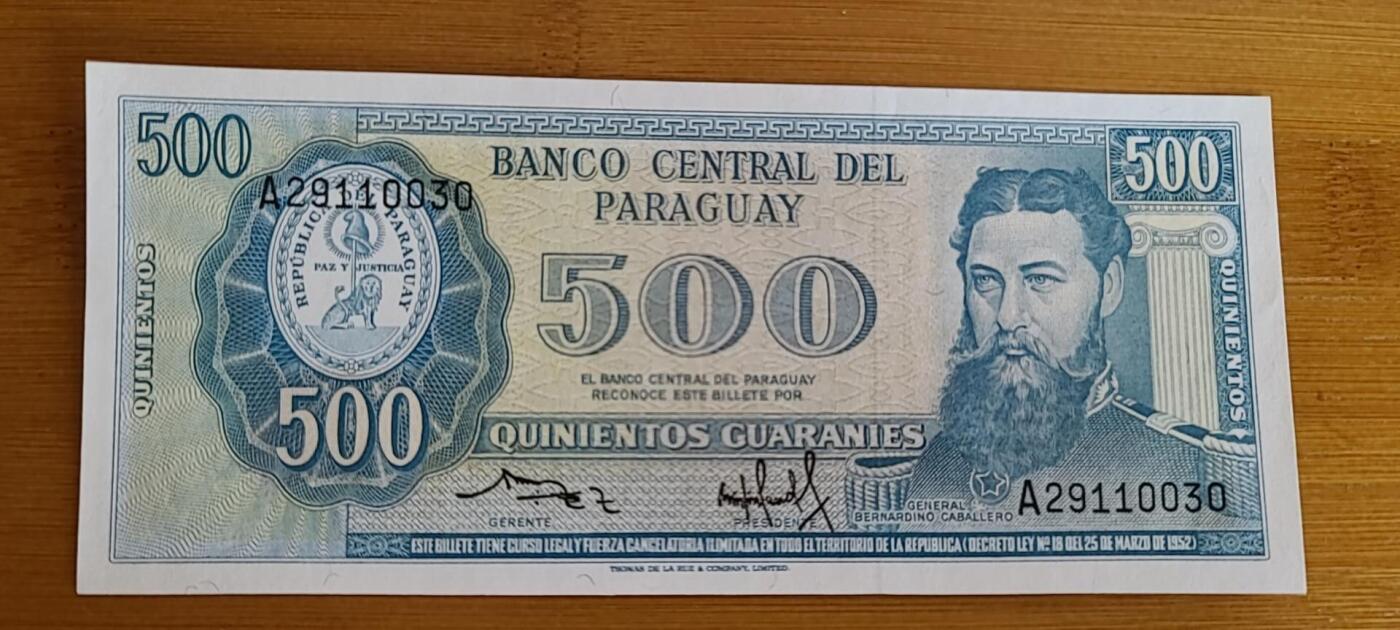 500
500
A29110030
BANCO CENTRAL DEL
PARAGUAY
REPÚBLICA PARAGUAY
PAZ Y JUSTICIA
500
QUINIENTOS
QUINIENTOS
EL BANCO CENTRAL DEL PARAGUAY
RECONOCE ESTE BILLETE POR
500
QUINIENTOS GUARANIES
GERENTE
PRESIDENTE
GENERAL
BERNARDINO CABALLERO
A29110030
ESTE BILLETE TIENE CURSO LEGAL Y FUERZA CANCELATORIA ILIMITADA EN TODO EL TERRITORIO DE LA REPUBLICA (DECRETO LEY Nº 18 DEL 25 DE MARZO DE 1952)
THOMAS DE LA RUE & COMPANY, LIMITED.